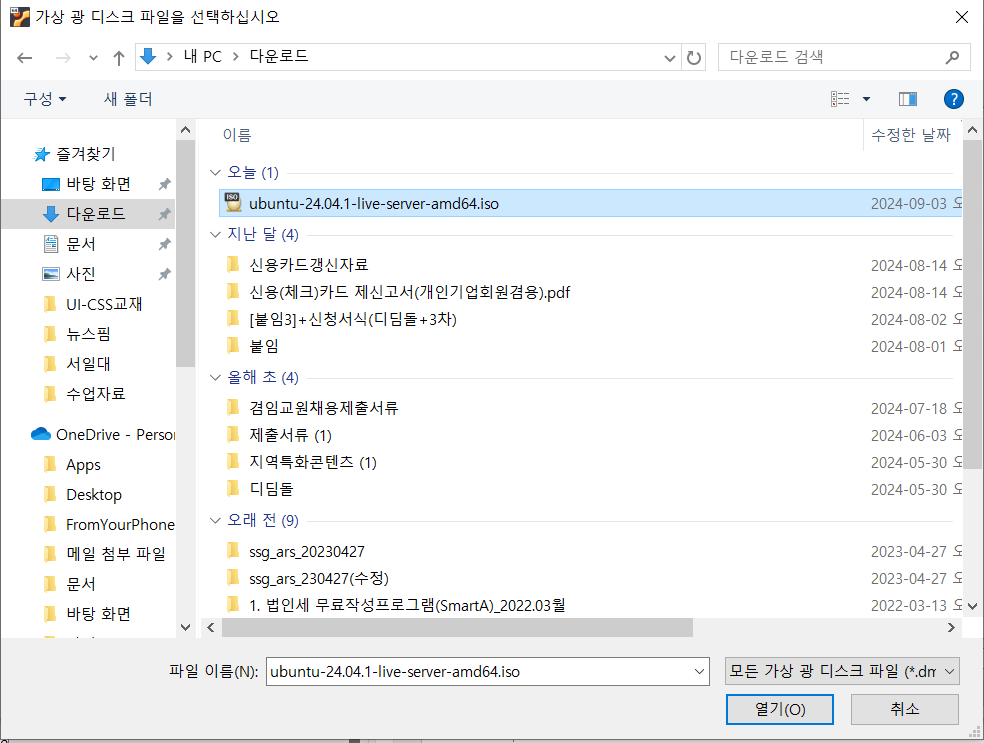 가상 광 디스크 파일을 선택하십시오
내 PC > 다운로드
다운로드 검색
구성
새 폴더
즐겨찾기
바탕 화면
다운로드
문서
사진
UI-CSS교재
뉴스핌
서일대
수업자료
OneDrive - Person
Apps
Desktop
FromYourPhone
메일 첨부 파일
문서
바탕 화면
이름
수정한 날짜
오늘 (1)
ubuntu-24.04.1-live-server-amd64.iso 2024-09-03 오
지난 달 (4)
신용카드갱신자료 2024-08-14 오
신용(체크)카드 제신고서(개인기업회원겸용).pdf 2024-08-14 오
[붙임3]+신청서식(디딤돌+3차) 2024-08-02 오
붙임 2024-08-01 오
올해 초 (4)
겸임교원채용제출서류 2024-07-18 오
제출서류 (1) 2024-06-03 오
지역특화콘텐츠 (1) 2024-05-30 오
디딤돌 2024-05-30 오
오래 전 (9)
ssg_ars_20230427 2023-04-27 오
ssg_ars_230427(수정) 2023-04-27 오
1. 법인세 무료작성프로그램(SmartA)_2022.03월 2022-03-13 오
파일 이름(N):
ubuntu-24.04.1-live-server-amd64.iso
모든 가상 광 디스크 파일 (*.dm
열기(O)
취소